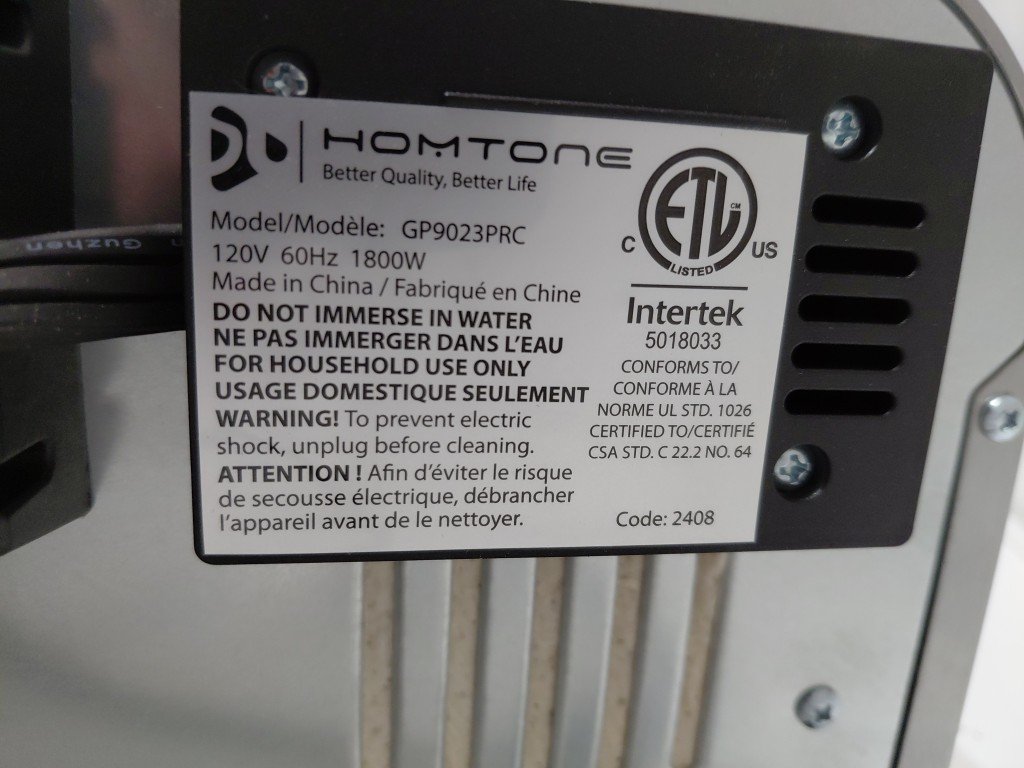 HOMTONE
Better Quality, Better Life
Model/Modèle: GP9023PRC
120V 60Hz 1800W
Made in China / Fabriqué en Chine
DO NOT IMMERSE IN WATER
NE PAS IMMERGER DANS L'EAU
FOR HOUSEHOLD USE ONLY
USAGE DOMESTIQUE SEULEMENT
WARNING! To prevent electric
shock, unplug before cleaning.
ATTENTION ! Afin d'éviter le risque
de secousse électrique, débrancher
l'appareil avant de le nettoyer.
ETL CM
LISTED
C US
Intertek
5018033
CONFORMS TO/
CONFORME À LA
NORME UL STD. 1026
CERTIFIED TO/CERTIFIÉ
CSA STD. C 22.2 NO. 64
Code: 2408
Guzhen